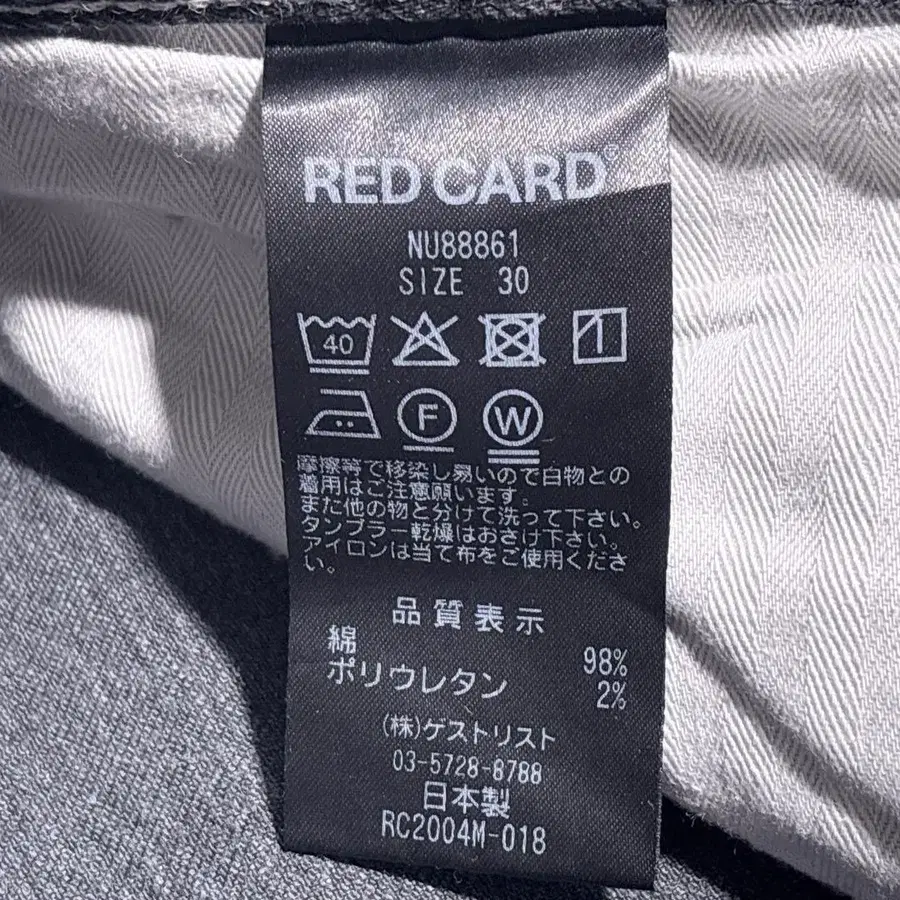 RED CARD®
NU88861
SIZE 30
40
F
W
摩擦等で移染し易いので白物との
着用はご注意願います。
また他の物と分けて洗って下さい。
タンブラー乾燥はおさけ下さい。
アイロンは当て布をご使用くださ
い。
品質表示
綿 98%
ポリウレタン 2%
(株)ゲストリスト
03-5728-8788
日本製
RC2004M-018